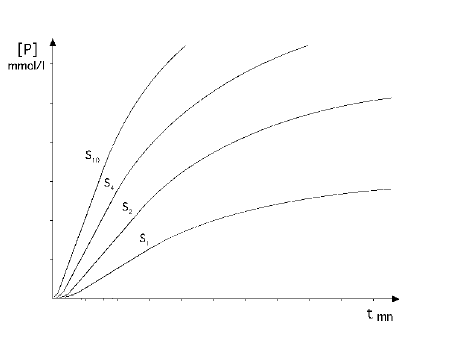 [P]
mmol/l
S₁₀
S₄
S₂
S₁
t mn